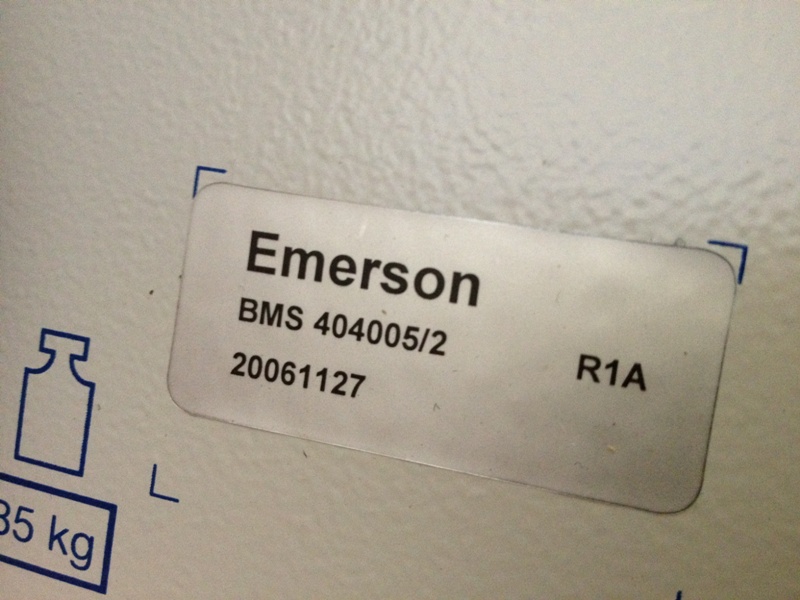 Emerson
BMS 404005/2
20061127
R1A
kg